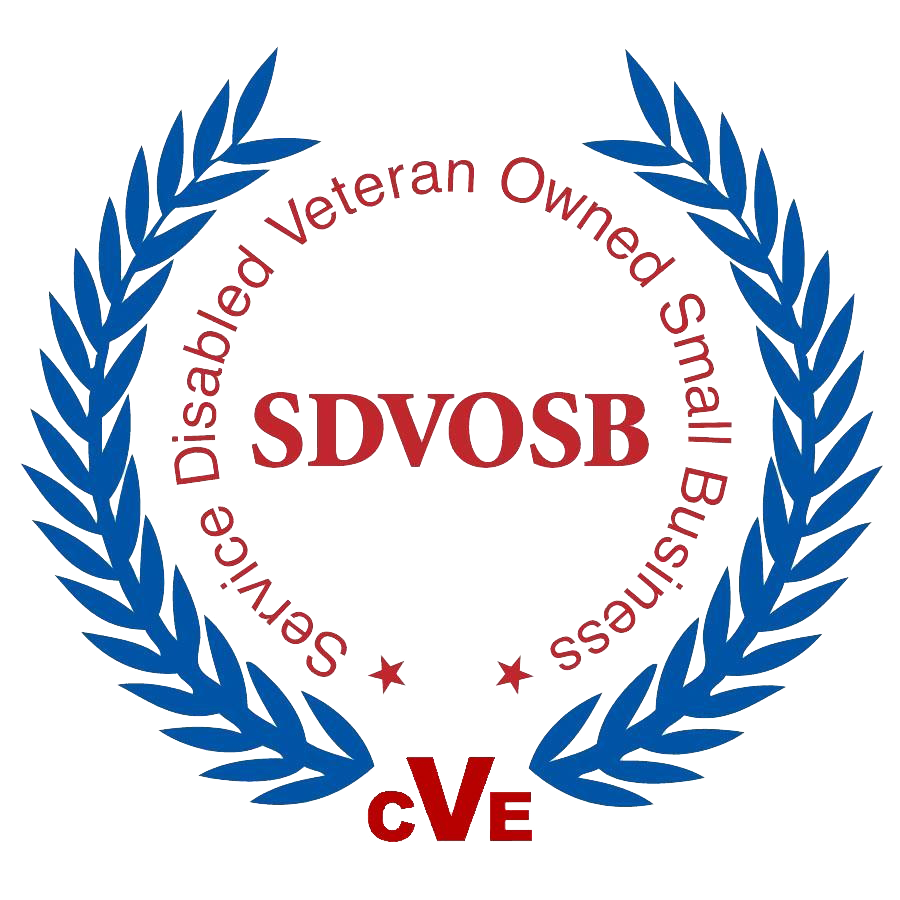 Service Disabled Veteran Owned Small Business
SDVOSB
CVE